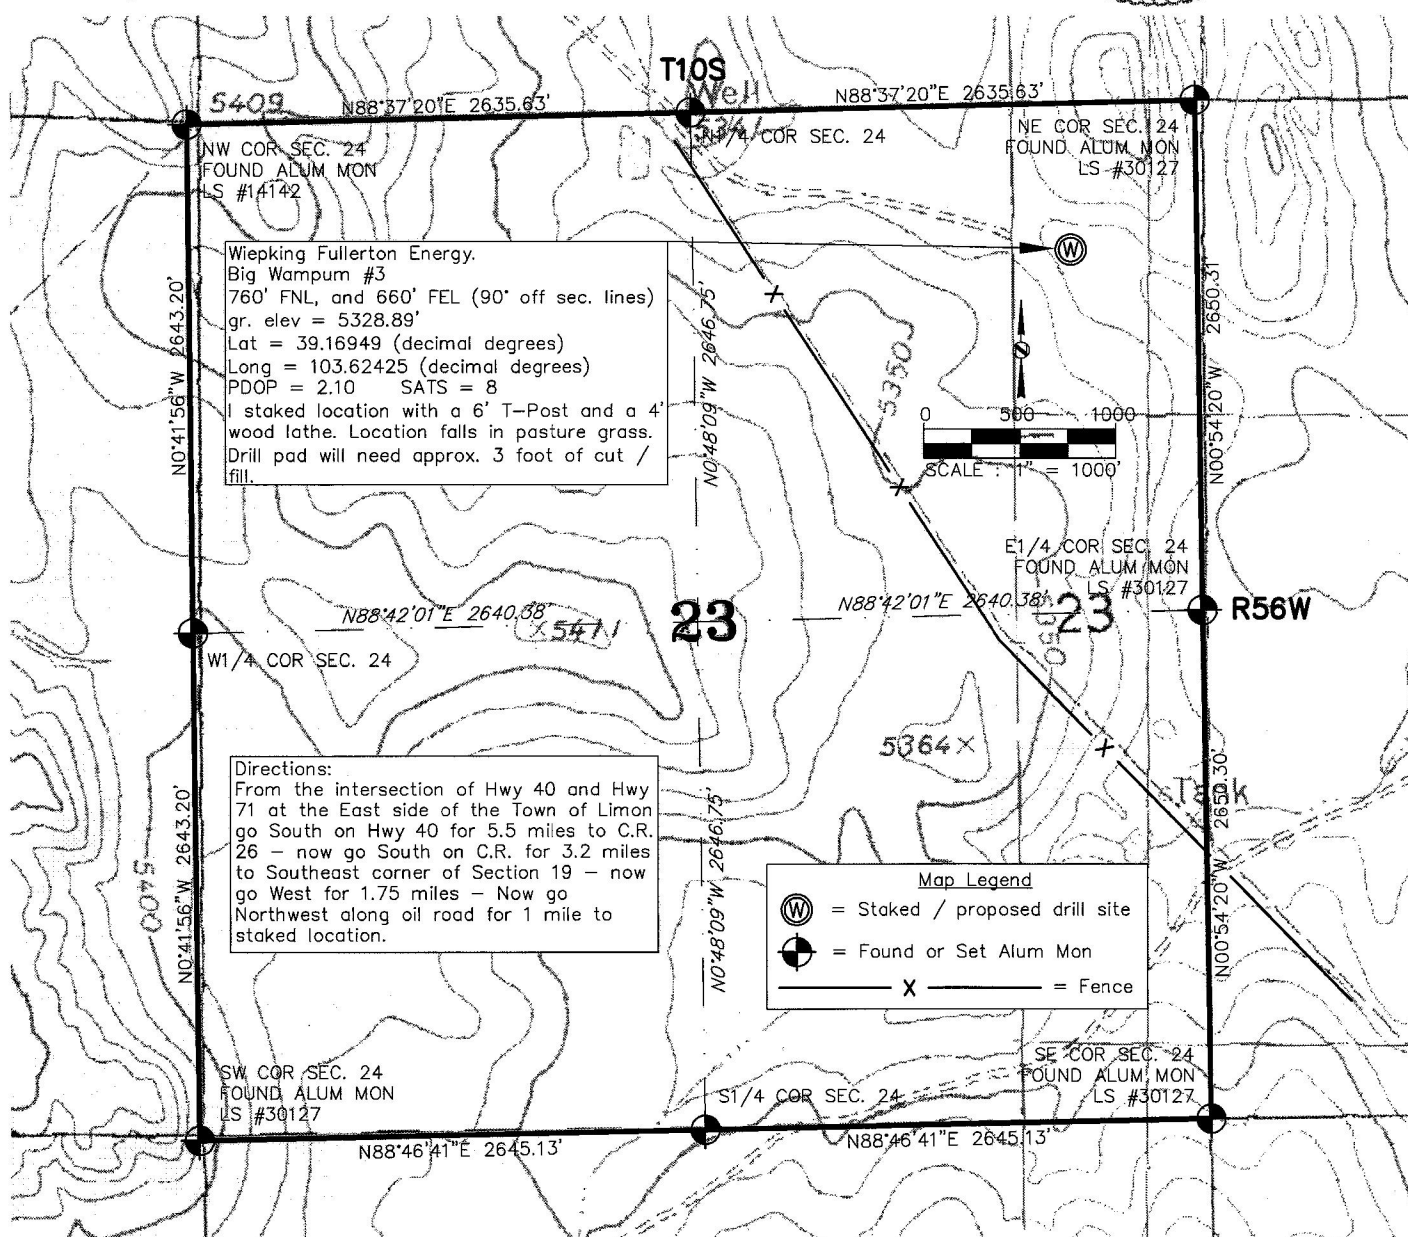 T10S
5409
N88°37'20"E 2635.63'
Well
N88°37'20"E 2635.63'
NW COR SEC. 24
FOUND ALUM MON
LS #14142
N1/4 COR SEC. 24
NE COR SEC. 24
FOUND ALUM MON
LS #30127
Wiepking Fullerton Energy.
Big Wampum #3
760' FNL, and 660' FEL (90° off sec. lines)
gr. elev = 5328.89'
Lat = 39.16949 (decimal degrees)
Long = 103.62425 (decimal degrees)
PDOP = 2.10 SATS = 8
I staked location with a 6' T-Post and a 4'
wood lathe. Location falls in pasture grass.
Drill pad will need approx. 3 foot of cut /
fill.
W
N0°41'56"W 2643.20'
N0°48'09"W 2646.75'
5350
N00°54'20"W 2650.31'
0 500 1000
SCALE : 1" = 1000'
E1/4 COR SEC. 24
FOUND ALUM MON
LS #30127
N88°42'01"E 2640.38'
X5411
23
N88°42'01"E 2640.38'
5350
23
R56W
W1/4 COR SEC. 24
5364X
Tank
Directions:
From the intersection of Hwy 40 and Hwy
71 at the East side of the Town of Limon
go South on Hwy 40 for 5.5 miles to C.R.
26 - now go South on C.R. for 3.2 miles
to Southeast corner of Section 19 - now
go West for 1.75 miles - Now go
Northwest along oil road for 1 mile to
staked location.
N0°41'56"W 2643.20'
5400
N0°48'09"W 2646.75'
N00°54'20"W 2650.30'
Map Legend
W = Staked / proposed drill site
= Found or Set Alum Mon
X = Fence
SW COR SEC. 24
FOUND ALUM MON
LS #30127
S1/4 COR SEC. 24
SE COR SEC. 24
FOUND ALUM MON
LS #30127
N88°46'41"E 2645.13'
N88°46'41"E 2645.13'